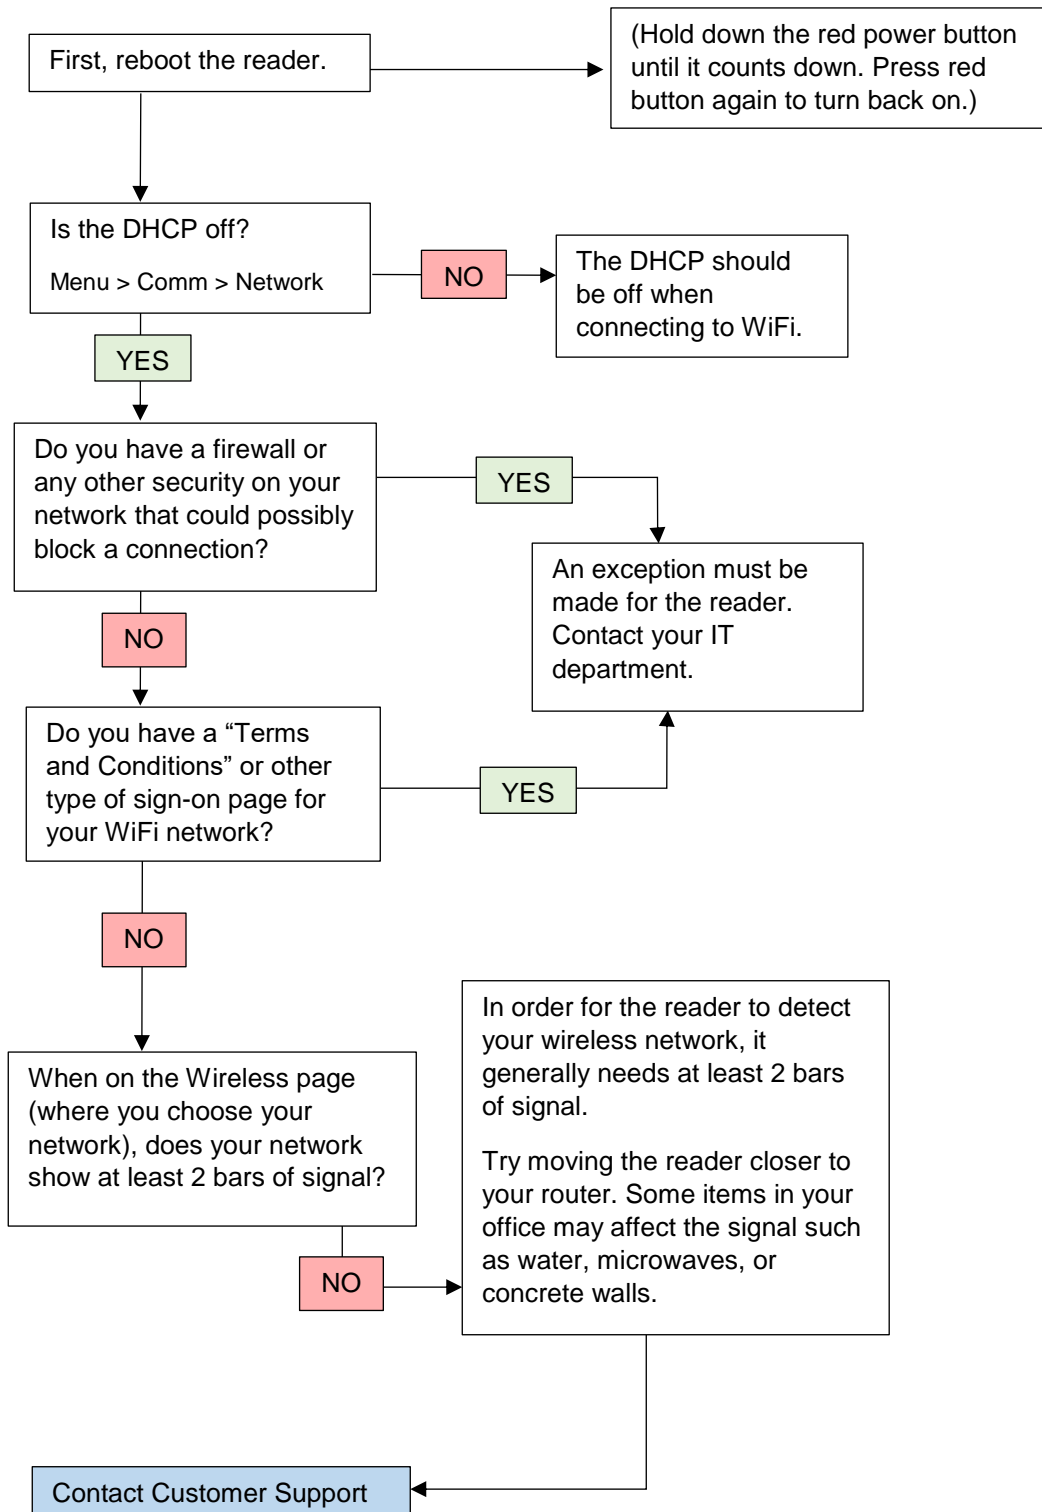 First, reboot the reader.
(Hold down the red power button
until it counts down. Press red
button again to turn back on.)
Is the DHCP off?
Menu > Comm > Network
NO
The DHCP should
be off when
connecting to WiFi.
YES
Do you have a firewall or
any other security on your
network that could possibly
block a connection?
YES
An exception must be
made for the reader.
Contact your IT
department.
NO
Do you have a “Terms
and Conditions” or other
type of sign-on page for
your WiFi network?
YES
NO
In order for the reader to detect
your wireless network, it
generally needs at least 2 bars
of signal.
Try moving the reader closer to
your router. Some items in your
office may affect the signal such
as water, microwaves, or
concrete walls.
When on the Wireless page
(where you choose your
network), does your network
show at least 2 bars of signal?
NO
Contact Customer Support